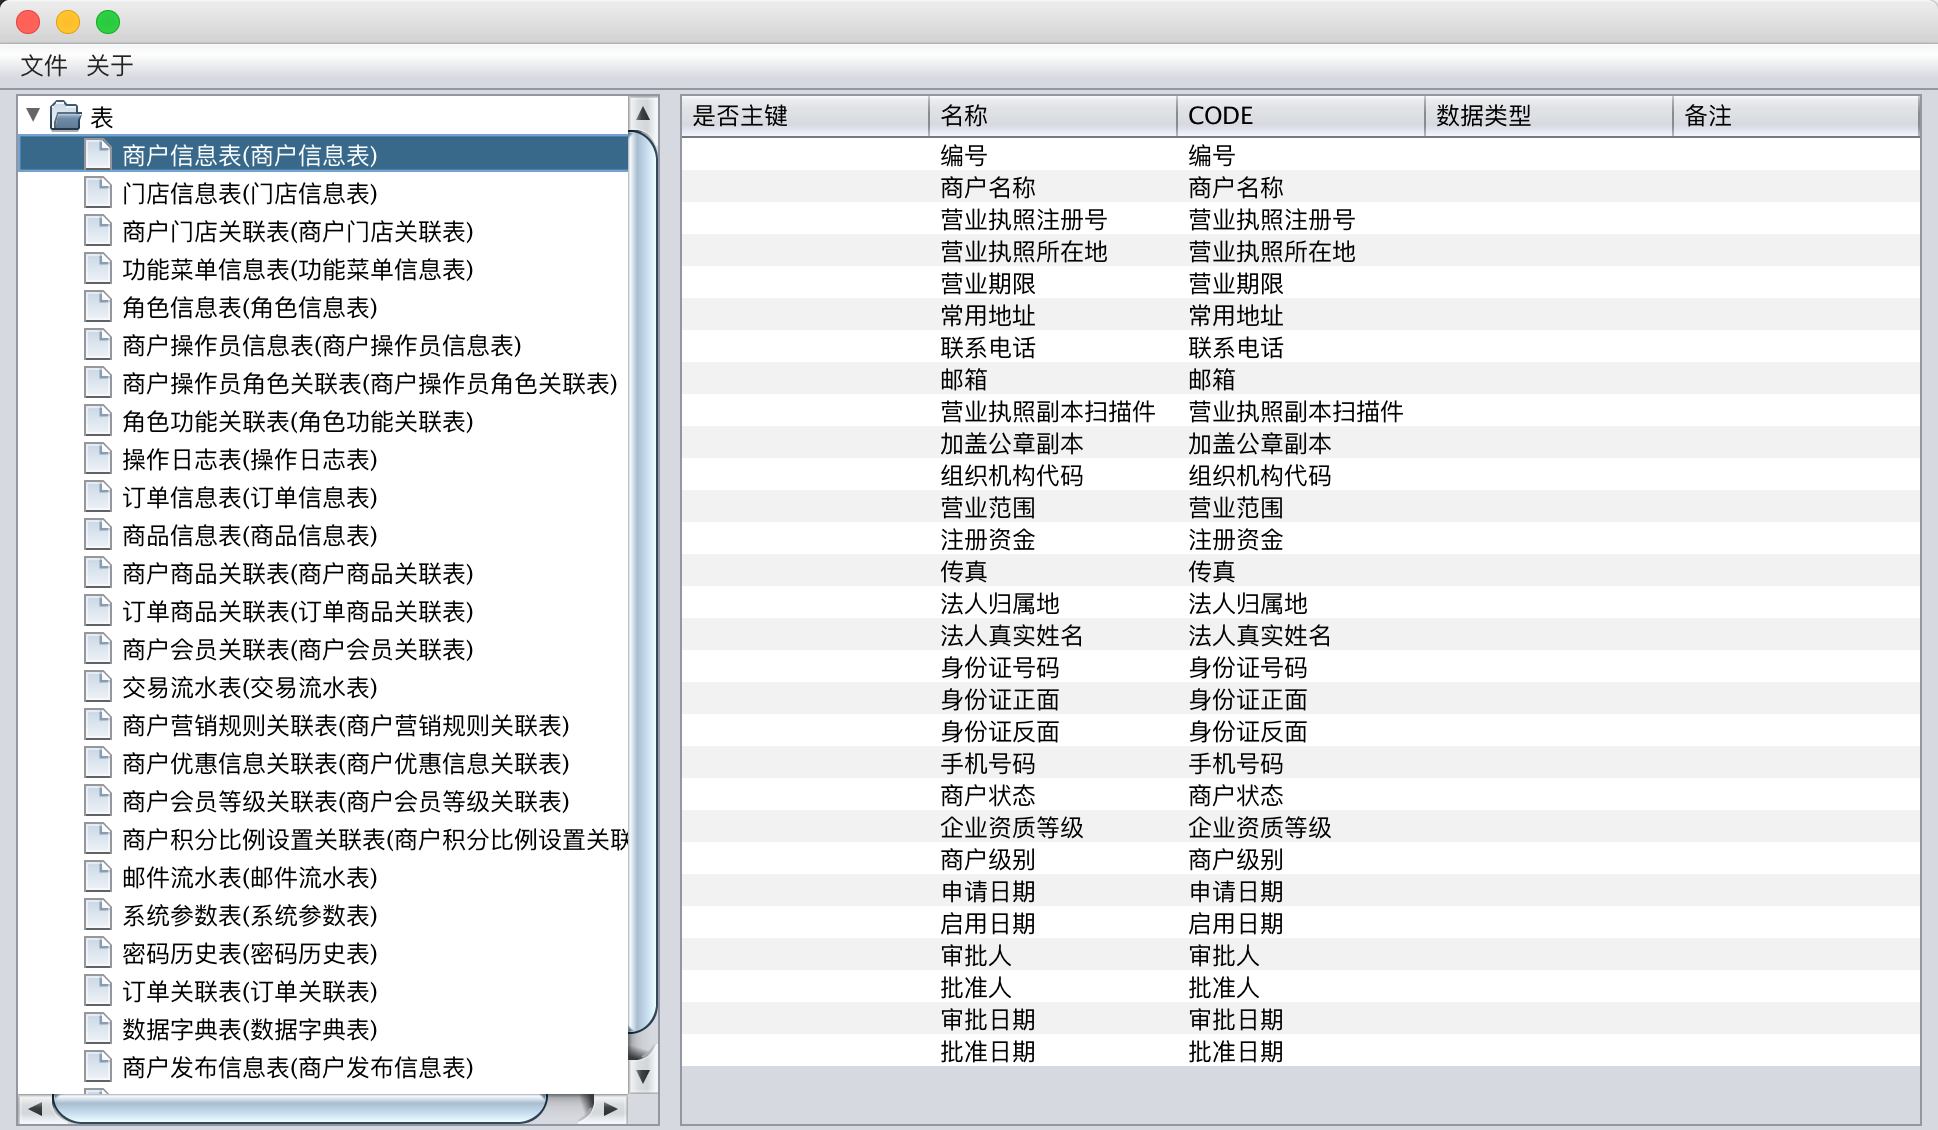 文件 关于
表
商户信息表(商户信息表)
门店信息表(门店信息表)
商户门店关联表(商户门店关联表)
功能菜单信息表(功能菜单信息表)
角色信息表(角色信息表)
商户操作员信息表(商户操作员信息表)
商户操作员角色关联表(商户操作员角色关联表)
角色功能关联表(角色功能关联表)
操作日志表(操作日志表)
订单信息表(订单信息表)
商品信息表(商品信息表)
商户商品关联表(商户商品关联表)
订单商品关联表(订单商品关联表)
商户会员关联表(商户会员关联表)
交易流水表(交易流水表)
商户营销规则关联表(商户营销规则关联表)
商户优惠信息关联表(商户优惠信息关联表)
商户会员等级关联表(商户会员等级关联表)
商户积分比例设置关联表(商户积分比例设置关联
邮件流水表(邮件流水表)
系统参数表(系统参数表)
密码历史表(密码历史表)
订单关联表(订单关联表)
数据字典表(数据字典表)
商户发布信息表(商户发布信息表)
是否主键 名称 CODE 数据类型 备注
编号 编号
商户名称 商户名称
营业执照注册号 营业执照注册号
营业执照所在地 营业执照所在地
营业期限 营业期限
常用地址 常用地址
联系电话 联系电话
邮箱 邮箱
营业执照副本扫描件 营业执照副本扫描件
加盖公章副本 加盖公章副本
组织机构代码 组织机构代码
营业范围 营业范围
注册资金 注册资金
传真 传真
法人归属地 法人归属地
法人真实姓名 法人真实姓名
身份证号码 身份证号码
身份证正面 身份证正面
身份证反面 身份证反面
手机号码 手机号码
商户状态 商户状态
企业资质等级 企业资质等级
商户级别 商户级别
申请日期 申请日期
启用日期 启用日期
审批人 审批人
批准人 批准人
审批日期 审批日期
批准日期 批准日期